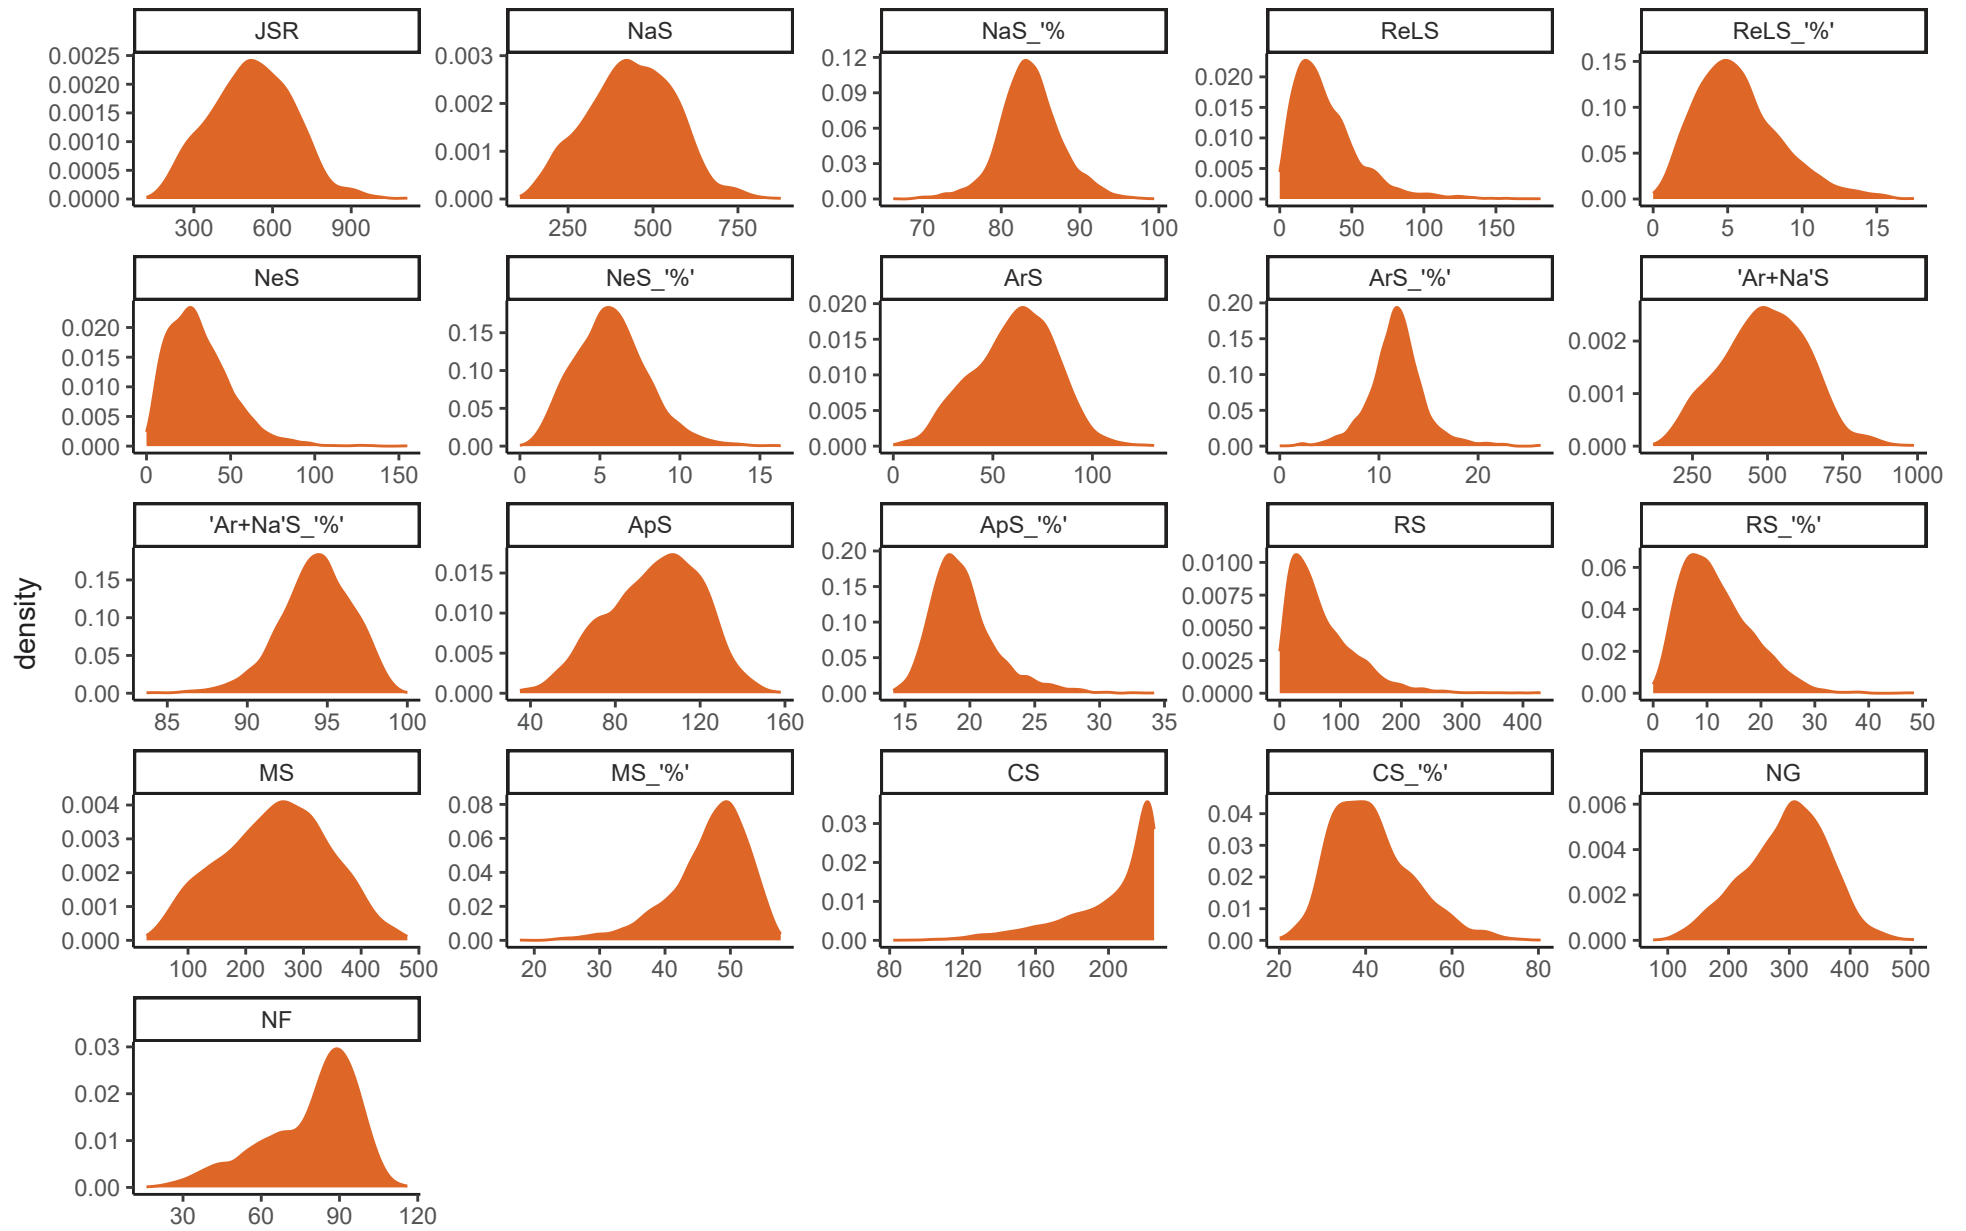 JSR NaS NaS_'% ReLS ReLS_'%'
0.0025 0.003 0.12 0.020 0.15
0.0020 0.002 0.09 0.015 0.10
0.0015 0.001 0.06 0.010 0.05
0.0010 0.000 0.03 0.005 0.00
0.0005 0.00 0.000
0.0000
300 600 900 250 500 750 70 80 90 100 0 50 100 150 0 5 10 15
NeS NeS_'%' ArS ArS_'%' 'Ar+Na'S
0.020 0.15 0.020 0.20 0.002
0.015 0.10 0.015 0.15 0.001
0.010 0.05 0.010 0.10 0.000
0.005 0.00 0.005 0.05
0.000 0.000 0.00
0 50 100 150 0 5 10 15 0 50 100 0 10 20 250 500 750 1000
'Ar+Na'S_'%' ApS ApS_'%' RS RS_'%'
0.15 0.015 0.20 0.0100 0.06
0.10 0.010 0.15 0.0075 0.04
0.05 0.005 0.10 0.0050 0.02
0.00 0.000 0.05 0.0025 0.00
0.00 0.0000
85 90 95 100 40 80 120 160 15 20 25 30 35 0 100 200 300 400 0 10 20 30 40 50
density
MS MS_'%' CS CS_'%' NG
0.004 0.08 0.03 0.04 0.006
0.003 0.06 0.02 0.03 0.004
0.002 0.04 0.01 0.02 0.002
0.001 0.02 0.00 0.01 0.000
0.000 0.00 0.00
100 200 300 400 500 20 30 40 50 80 120 160 200 20 40 60 80 100 200 300 400 500
NF
0.03
0.02
0.01
0.00
30 60 90 120